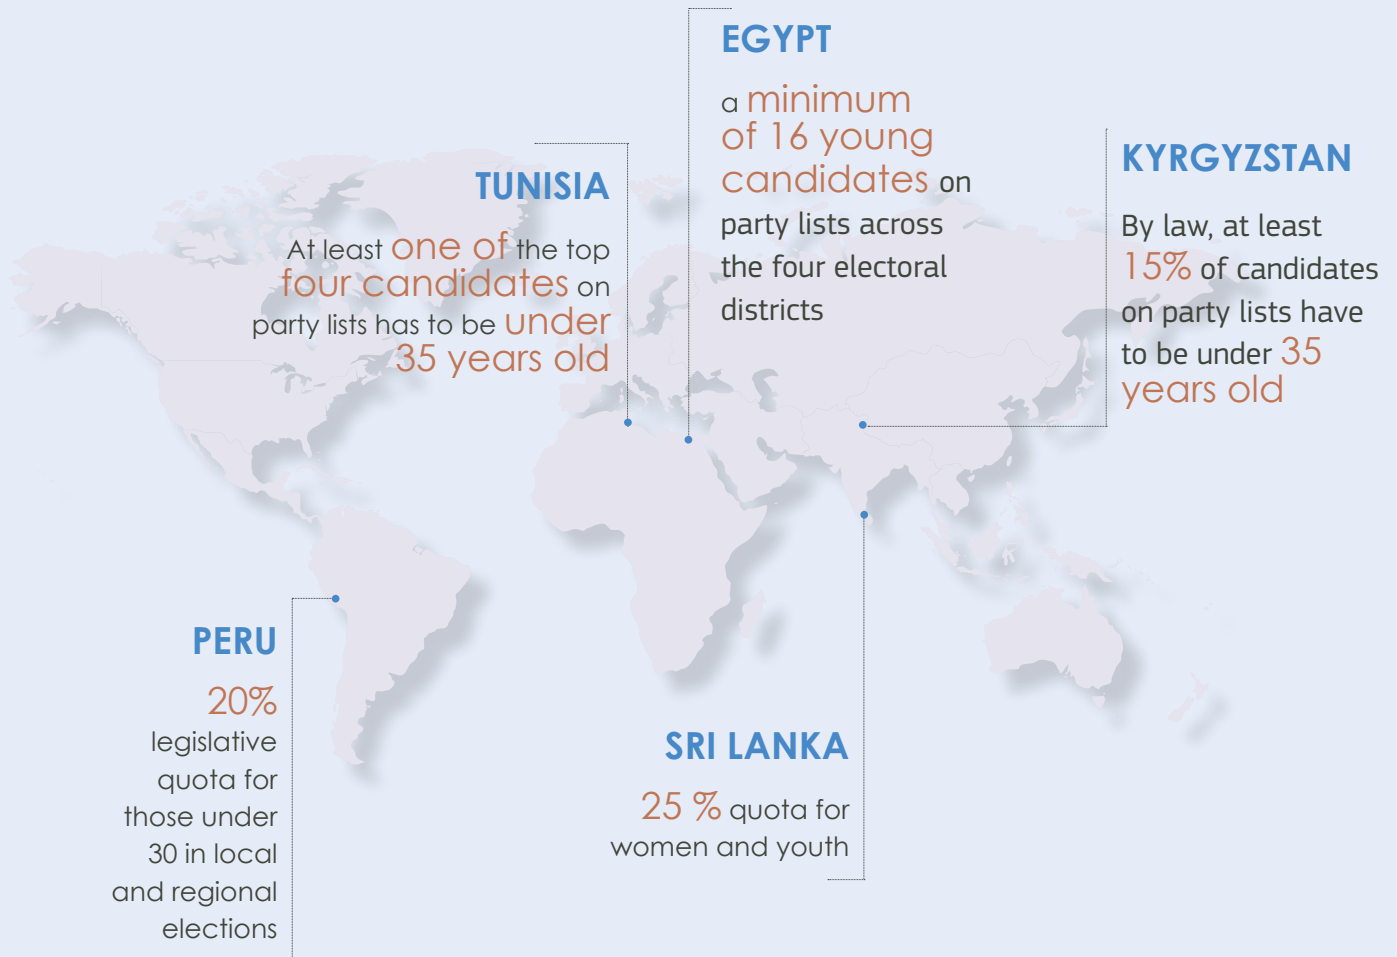 EGYPT
a minimum
of 16 young
candidates on
party lists across
the four electoral
districts
KYRGYZSTAN
By law, at least
15% of candidates
on party lists have
to be under 35
years old
TUNISIA
At least one of the top
four candidates on
party lists has to be under
35 years old
PERU
20%
legislative
quota for
those under
30 in local
and regional
elections
SRI LANKA
25 % quota for
women and youth